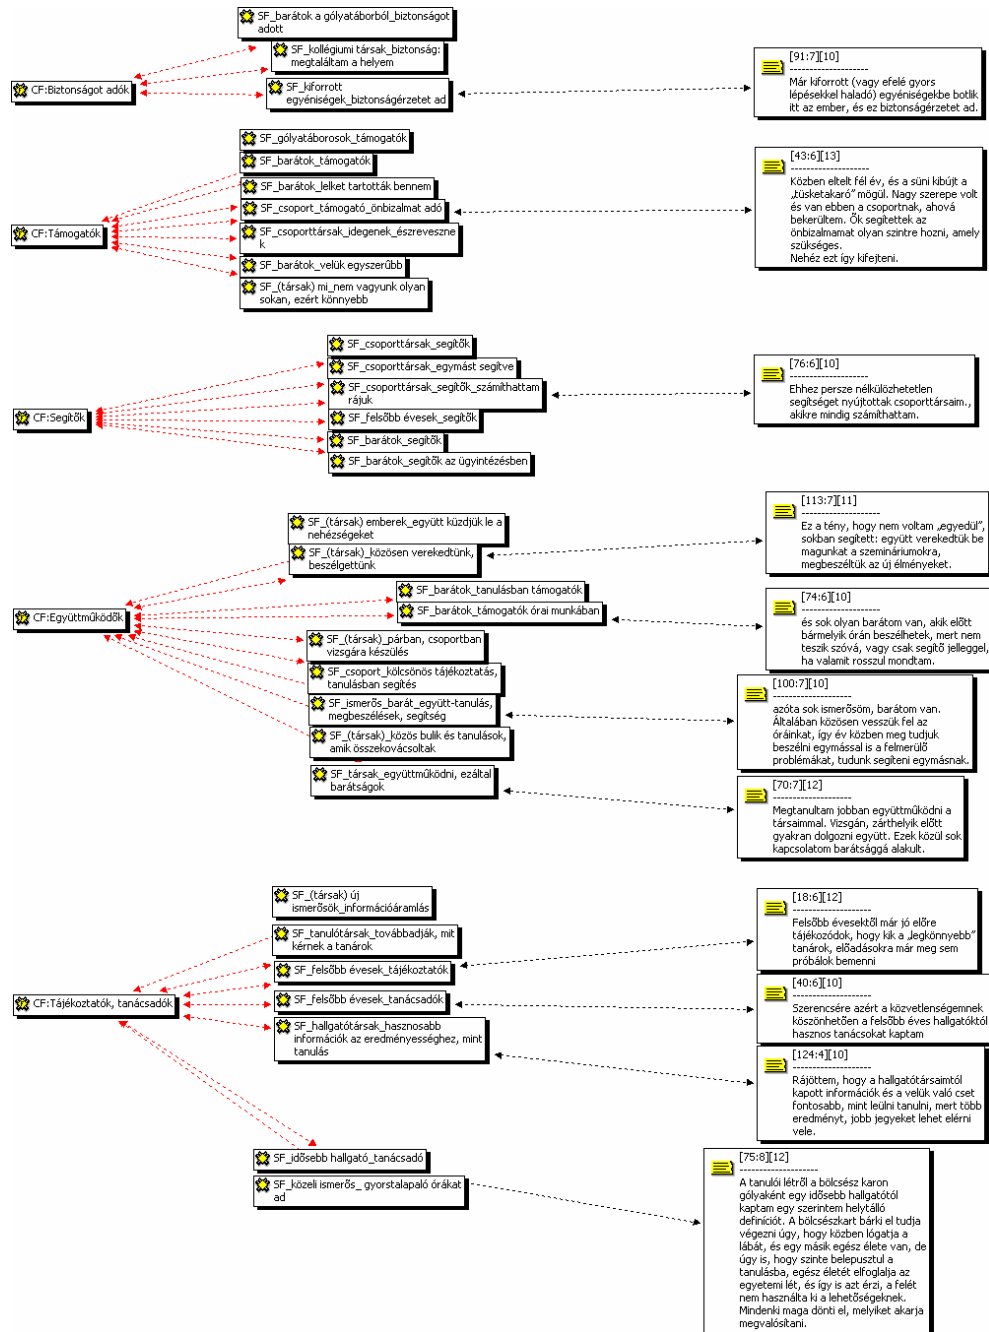 SF_barátok a gólyatáborból_biztonságot
adott
SF_kollégiumi társak_biztonság:
megtaláltam a helyem
CF:Biztonságot adók
SF_kiforrott
egyéniségek_biztonságérzetet ad
[91:7][10]
--------------------
Már kiforrott (vagy efelé gyors
lépésekkel haladó) egyéniségekbe botlik
itt az ember, és ez biztonságérzetet ad.
SF_gólyatáborosok_támogatók
SF_barátok_támogatók
SF_barátok_lelket tartották bennem
SF_csoport_támogató_önbizalmat adó
CF:Támogatók
SF_csoporttársak_idegenek_észrevesznek
k
SF_barátok_velük egyszerűbb
SF_(társak) mi_nem vagyunk olyan
sokan, ezért könnyebb
[43:6][13]
--------------------
Közben eltelt fél év, és a süni kibújt a
„tüsketakaró” mögül. Nagy szerepe volt
és van ebben a csoportnak, ahová
bekerültem. Ők segítettek az
önbizalmamat olyan szintre hozni, amely
szükséges.
Nehéz ezt így kifejteni.
SF_csoporttársak_segítők
SF_csoporttársak_egymást segítve
SF_csoporttársak_segítők_számíthattam
rájuk
CF:Segítők
SF_felsőbb évesek_segítők
SF_barátok_segítők
SF_barátok_segítők az ügyintézésben
[76:6][10]
--------------------
Ehhez persze nélkülözhetetlen
segítséget nyújtottak csoporttársaim.,
akikre mindig számíthattam.
SF_(társak) emberek_együtt küzdjük le a
nehézségeket
SF_(társak)_közösen verekedtünk,
beszélgettünk
SF_barátok_tanulásban támogatók
CF:Együttműködők
SF_barátok_támogatók órai munkában
SF_(társak)_párban, csoportban
vizsgára készülés
SF_csoport_kölcsönös tájékoztatás,
tanulásban segítés
SF_ismerős_barát_együtt-tanulás,
megbeszélések, segítség
SF_(társak)_közös bulik és tanulások,
amik összekovácsoltak
SF_társak_együttműködni, ezáltal
barátságok
[113:7][11]
--------------------
Ez a tény, hogy nem voltam „egyedül”,
sokban segített: együtt verekedtük be
magunkat a szemináriumokra,
megbeszéltük az új élményeket.
[74:6][10]
--------------------
és sok olyan barátom van, akik előtt
bármelyik órán beszélhetek, mert nem
teszik szóvá, vagy csak segítő jelleggel,
ha valamit rosszul mondtam.
[100:7][10]
--------------------
azóta sok ismerősöm, barátom van.
Általában közösen vesszük fel az
óráinkat, így év közben meg tudjuk
beszélni egymással is a felmerülő
problémákat, tudunk segíteni egymásnak.
[70:7][12]
--------------------
Megtanultam jobban együttműködni a
társaimmal. Vizsgán, zárthelyik előtt
gyakran dolgozni együtt. Ezek közül sok
kapcsolatom barátsággá alakult.
SF_(társak) új
ismerősök_információáramlás
SF_tanulótársak_továbbadják, mit
kérnek a tanárok
SF_felsőbb évesek_tájékoztatók
CF:Tájékoztatók, tanácsadók
SF_felsőbb évesek_tanácsadók
SF_hallgatótársak_hasznosabb
információk az eredményességhez, mint
tanulás
SF_idősebb hallgató_tanácsadó
SF_közeli ismerős_ gyorstalapaló órákat
ad
[18:6][12]
--------------------
Felsőbb évesektől már jó előre
tájékozódok, hogy kik a „legkönnyebb”
tanárok, előadásokra már meg sem
próbálok bemenni
[40:6][10]
--------------------
Szerencsére azért a közvetlenségemnek
köszönhetően a felsőbb éves hallgatóktól
hasznos tanácsokat kaptam
[124:4][10]
--------------------
Rájöttem, hogy a hallgatótársaimtól
kapott információk és a velük való cset
fontosabb, mint leülni tanulni, mert több
eredményt, jobb jegyeket lehet elérni
vele.
[75:8][12]
--------------------
A tanulói létről a bölcsész karon
gólyaként egy idősebb hallgatótól
kaptam egy szerintem helytálló
definíciót. A bölcsészkart bárki el tudja
végezni úgy, hogy közben lógatja a
lábát, és egy másik egész élete van, de
úgy is, hogy szinte belepusztul a
tanulásba, egész életét elfoglalja az
egyetemi lét, és így is azt érzi, a felét
nem használta ki a lehetőségeknek.
Mindenki maga dönti el, melyiket akarja
megvalósítani.